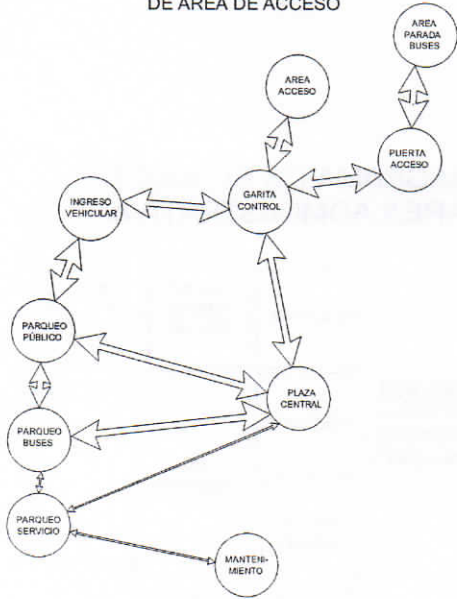 DE AREA DE ACCESO
AREA
PARADA
BUSES
AREA
ACCESO
PUERTA
ACCESO
GARITA
CONTROL
INGRESO
VEHICULAR
PARQUEO
PÚBLICO
PLAZA
CENTRAL
PARQUEO
BUSES
PARQUEO
SERVICIO
MANTENI-
MIENTO